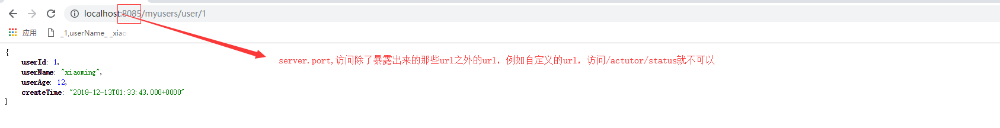 localhost:8085/myusers/user/1
应用 _1,userName_ _xiao
{
userId: 1,
userName: "xiaoming",
userAge: 12,
createTime: "2018-12-13T01:33:43.000+0000"
}
server.port,访问除了暴露出来的那些url之外的url，例如自定义的url，访问/actutor/status就不可以